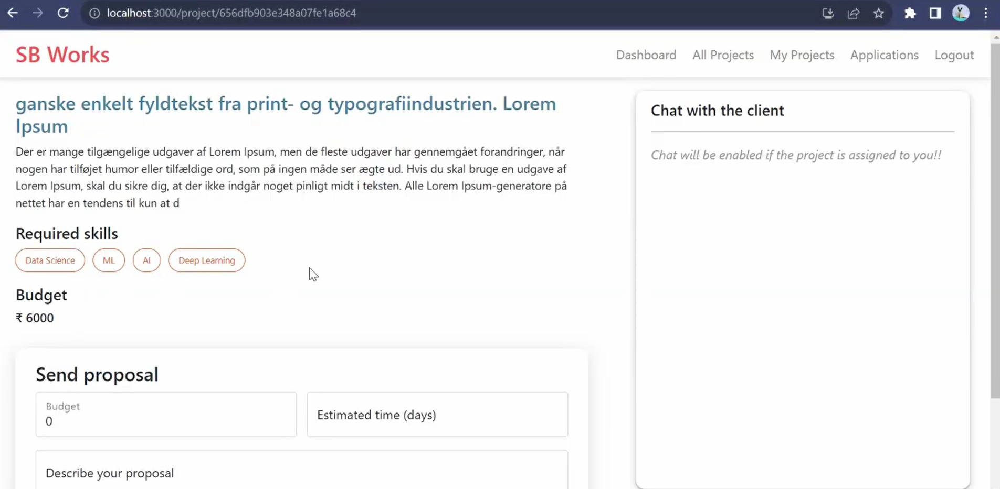 localhost:3000/project/656dfb903e348a07fe1a68c4
SB Works
Dashboard All Projects My Projects Applications Logout
ganske enkelt fyldtekst fra print- og typografiindustrien. Lorem
Ipsum
Der er mange tilgængelige udgaver af Lorem Ipsum, men de fleste udgaver har gennemgået forandringer, når
nogen har tilføjet humor eller tilfældige ord, som på ingen måde ser ægte ud. Hvis du skal bruge en udgave af
Lorem Ipsum, skal du sikre dig, at der ikke indgår noget pinligt midt i teksten. Alle Lorem Ipsum-generatore på
nettet har en tendens til kun at d
Required skills
Data Science ML AI Deep Learning
Budget
₹ 6000
Send proposal
Budget
0
Estimated time (days)
Describe your proposal
Chat with the client
Chat will be enabled if the project is assigned to you!!